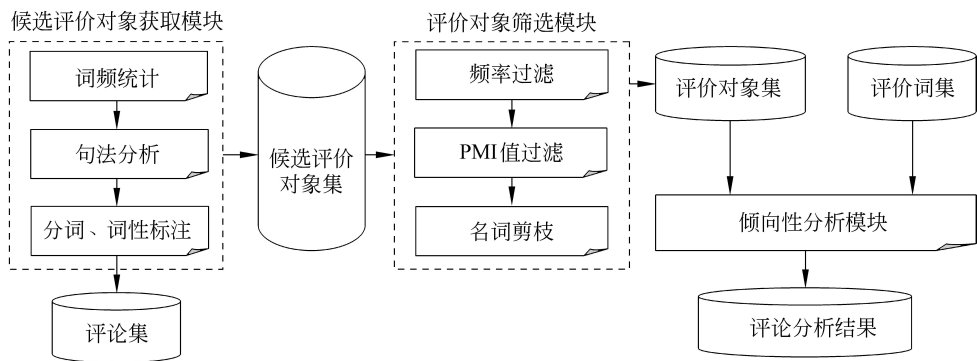 候选评价对象获取模块
词频统计
句法分析
分词、词性标注
评论集
候选评价
对象集
评价对象筛选模块
频率过滤
PMI值过滤
名词剪枝
评价对象集
评价词集
倾向性分析模块
评论分析结果